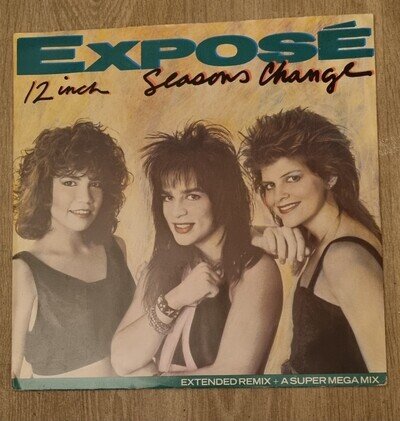 EXPOSÉ
12 inch Seasons Change
EXTENDED REMIX + A SUPER MEGA MIX